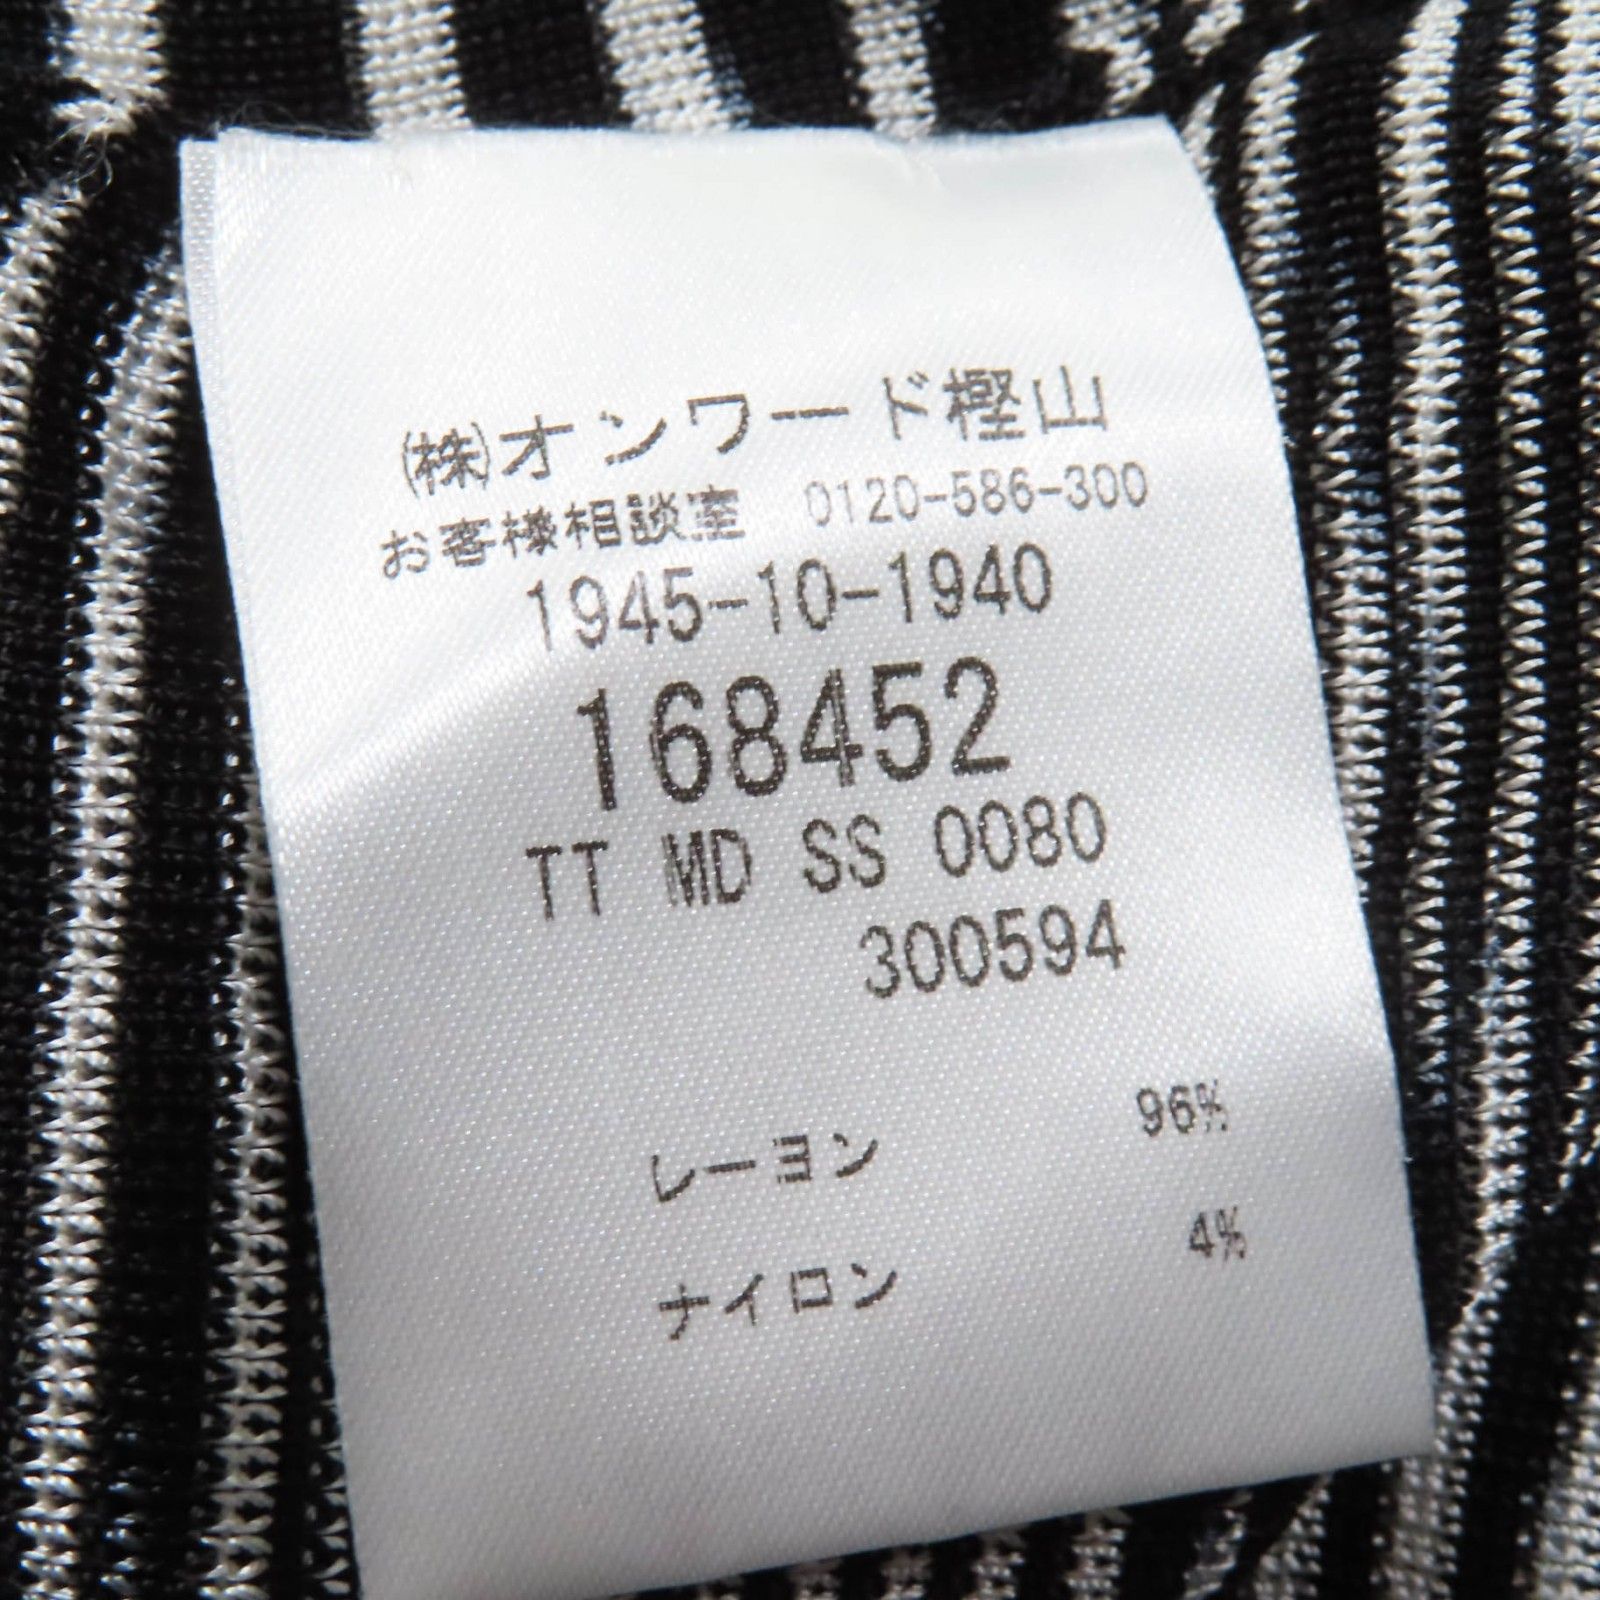 (株)オンワード樫山
お客様相談室 0120-586-300
1945-10-1940
168452
TT MD SS 0080
300594
レーヨン 96%
ナイロン 4%